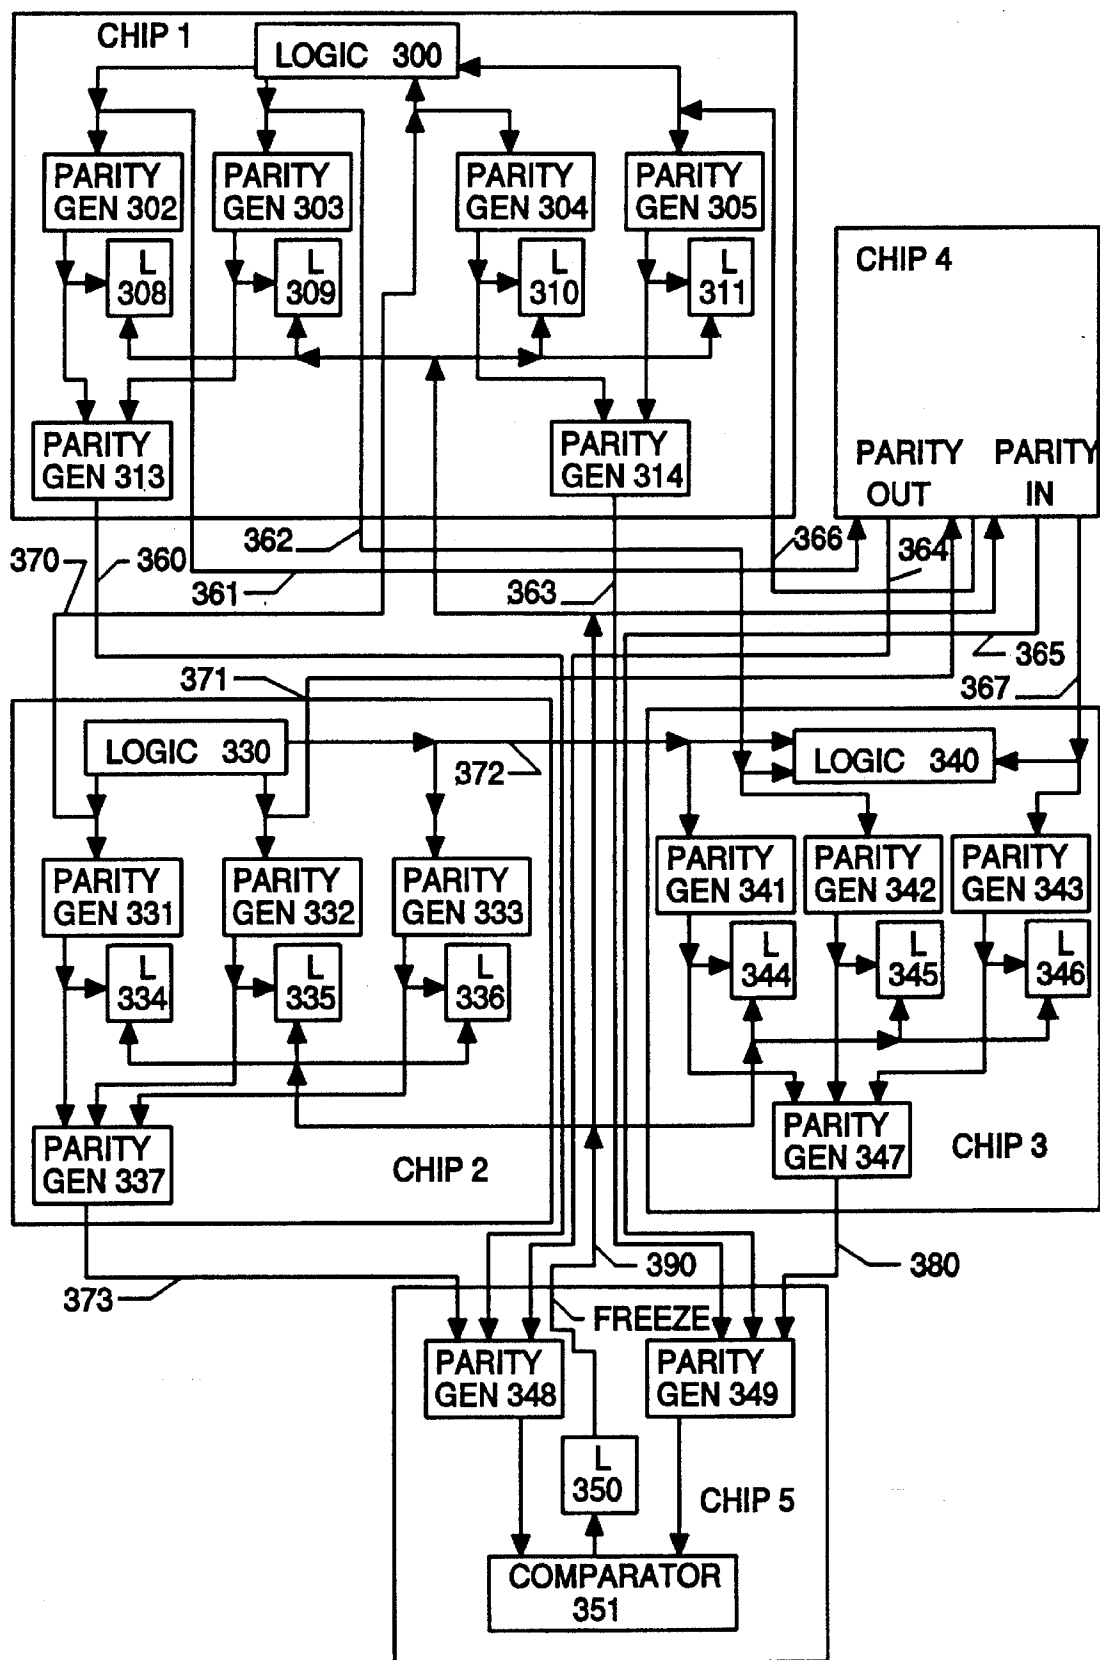 CHIP 1
LOGIC 300
PARITY
GEN 302
PARITY
GEN 303
PARITY
GEN 304
PARITY
GEN 305
L
308
L
309
L
310
L
311
PARITY
GEN 313
PARITY
GEN 314
CHIP 4
PARITY
OUT
PARITY
IN
370
360
362
361
363
366
364
365
367
371
LOGIC 330
372
LOGIC 340
PARITY
GEN 331
PARITY
GEN 332
PARITY
GEN 333
L
334
L
335
L
336
PARITY
GEN 337
CHIP 2
PARITY
GEN 341
PARITY
GEN 342
PARITY
GEN 343
L
344
L
345
L
346
PARITY
GEN 347
CHIP 3
373
390
380
FREEZE
PARITY
GEN 348
PARITY
GEN 349
L
350
CHIP 5
COMPARATOR
351